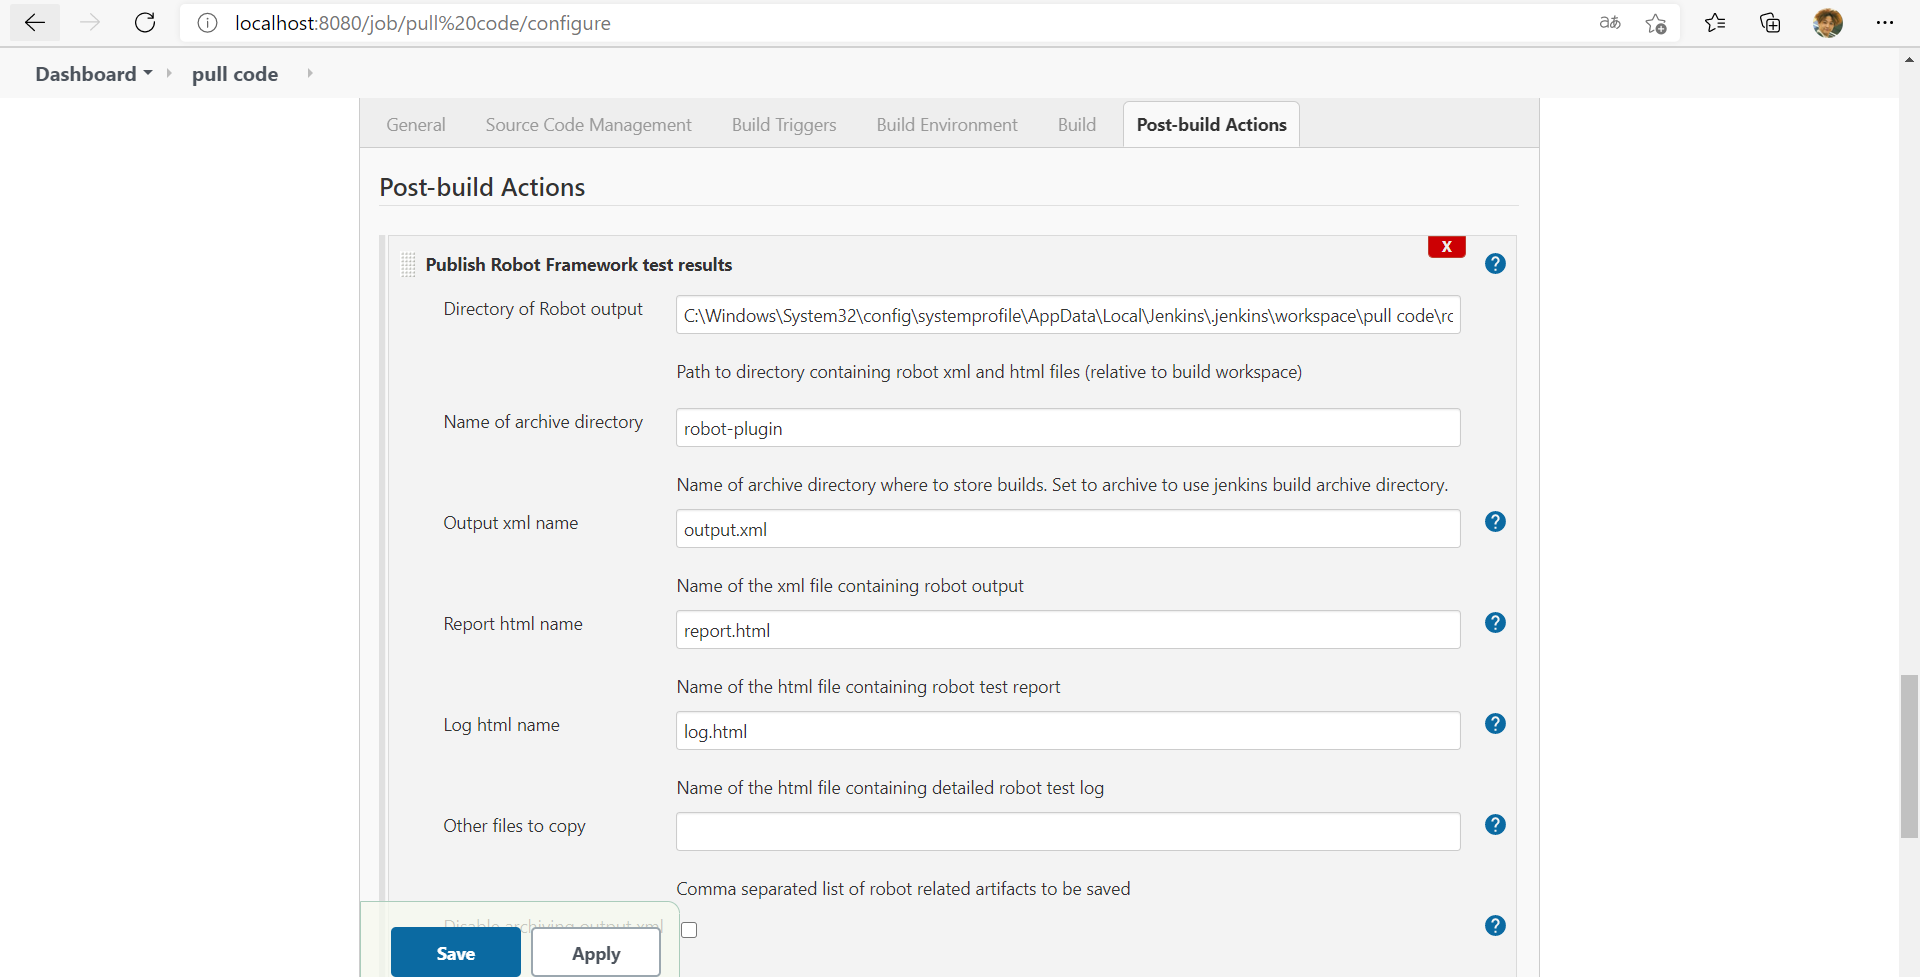 localhost:8080/job/pull%20code/configure
aあ
Dashboard
pull code
General
Source Code Management
Build Triggers
Build Environment
Build
Post-build Actions
Post-build Actions
X
Publish Robot Framework test results
?
Directory of Robot output
C:\Windows\System32\config\systemprofile\AppData\Local\Jenkins\.jenkins\workspace\pull code\ro
Path to directory containing robot xml and html files (relative to build workspace)
Name of archive directory
robot-plugin
Name of archive directory where to store builds. Set to archive to use jenkins build archive directory.
Output xml name
output.xml
?
Name of the xml file containing robot output
Report html name
report.html
?
Name of the html file containing robot test report
Log html name
log.html
?
Name of the html file containing detailed robot test log
Other files to copy
?
Comma separated list of robot related artifacts to be saved
Disable archiving output xml
?
Save
Apply